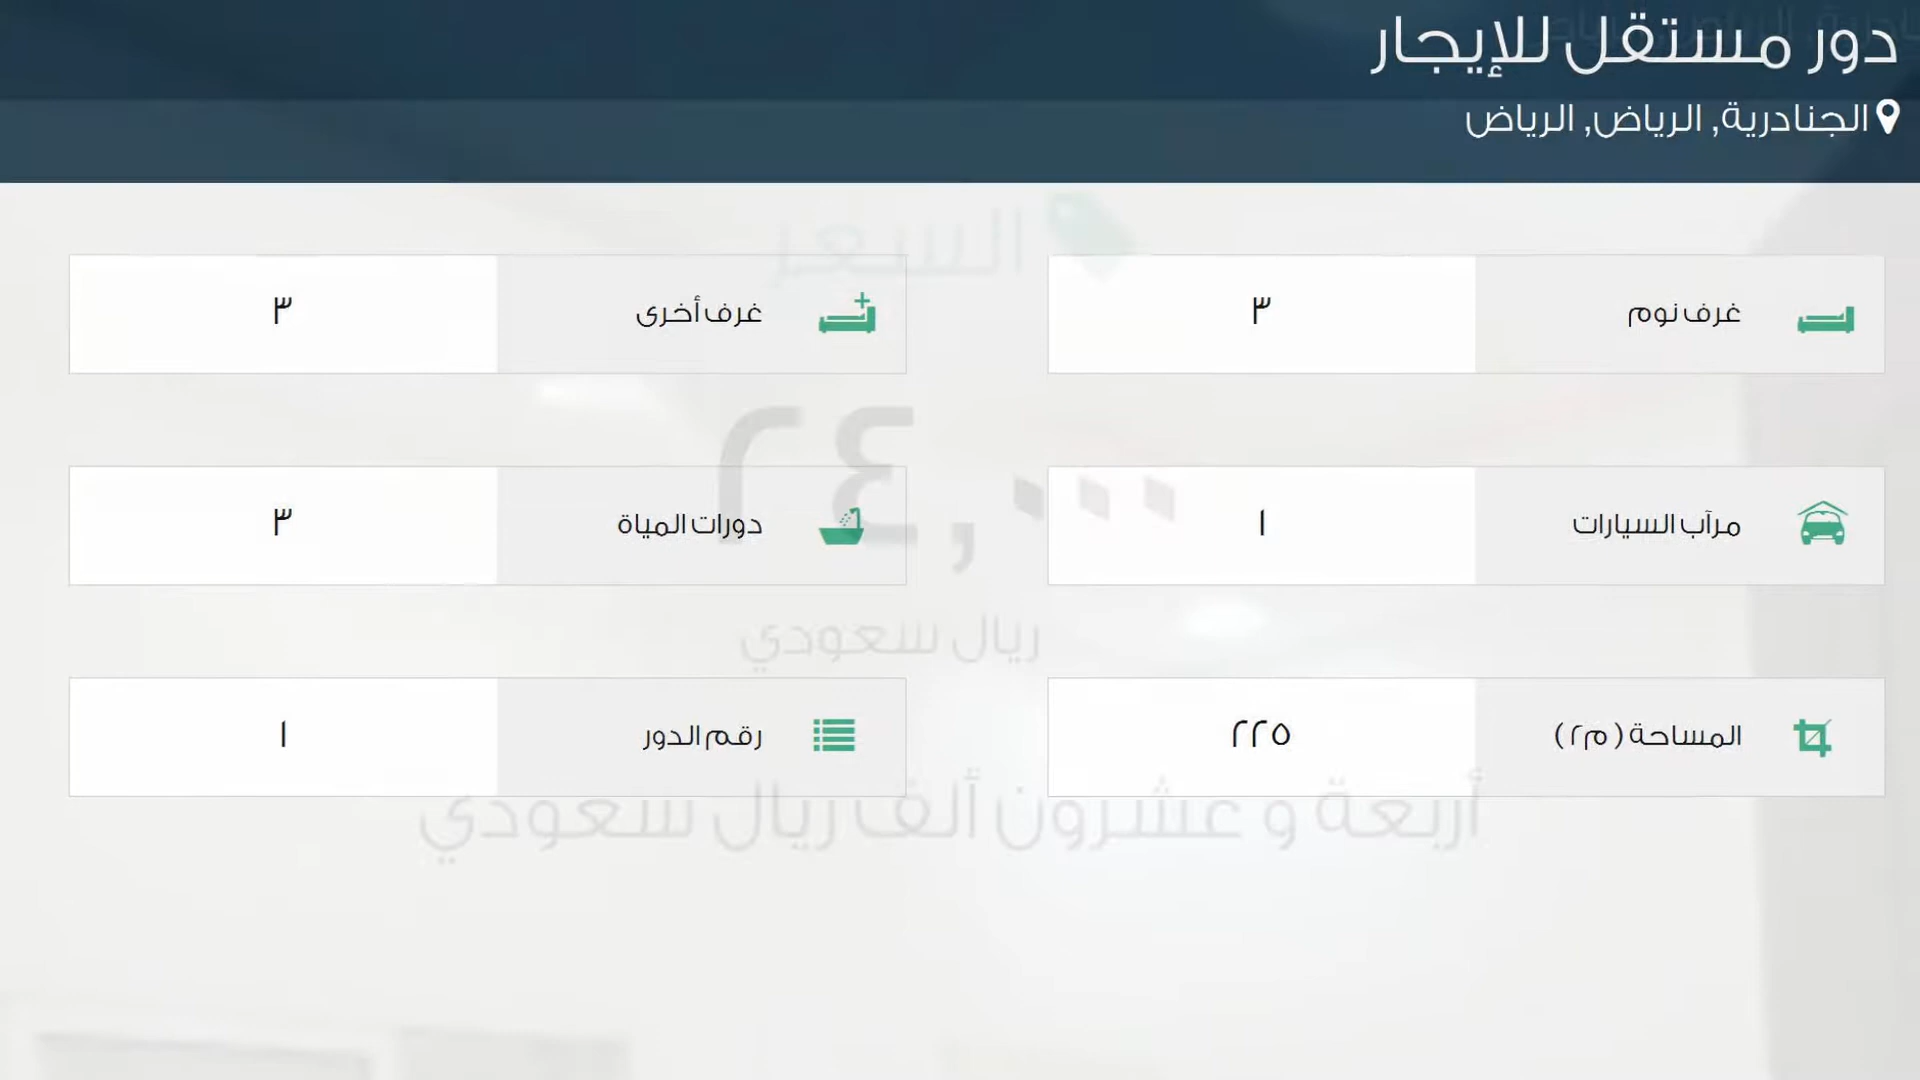 دور مستقل للإيجار
الجنادرية, الرياض, الرياض
السعر
غرف نوم ٣
غرف أخرى ٣
٢٤,٠٠٠
مرآب السيارات ١
دورات المياة ٣
ريال سعودي
المساحة (م٢) ٢٢٥
رقم الدور ١
أربعة و عشرون ألف ريال سعودي